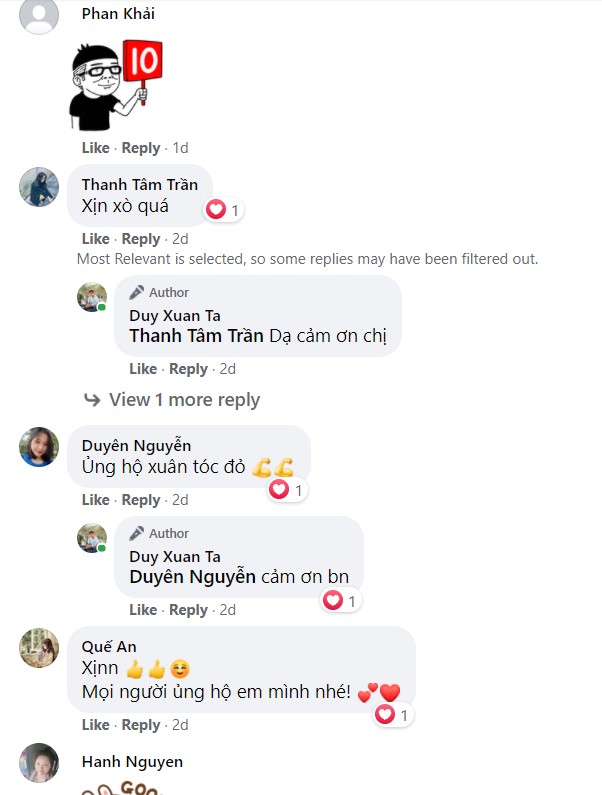 Phan Khải
10
Like · Reply · 1d
Thanh Tâm Trần
Xịn xò quá
1
Like · Reply · 2d
Most Relevant is selected, so some replies may have been filtered out.
Author
Duy Xuan Ta
Thanh Tâm Trần Dạ cảm ơn chị
Like · Reply · 2d
View 1 more reply
Duyên Nguyễn
Ủng hộ xuân tóc đỏ 💪💪
1
Like · Reply · 2d
Author
Duy Xuan Ta
Duyên Nguyễn cảm ơn bn
1
Like · Reply · 2d
Quế An
Xịnn 👍👍☺️
Mọi người ủng hộ em mình nhé! 💕❤️
1
Like · Reply · 2d
Hanh Nguyen